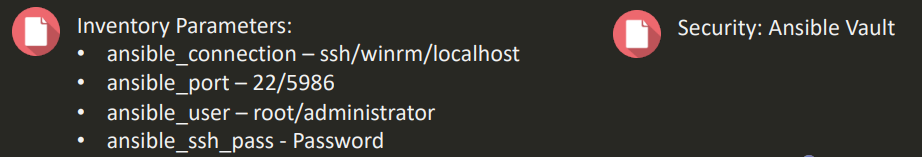 Inventory Parameters:
• ansible_connection – ssh/winrm/localhost
• ansible_port – 22/5986
• ansible_user – root/administrator
• ansible_ssh_pass - Password
Security: Ansible Vault